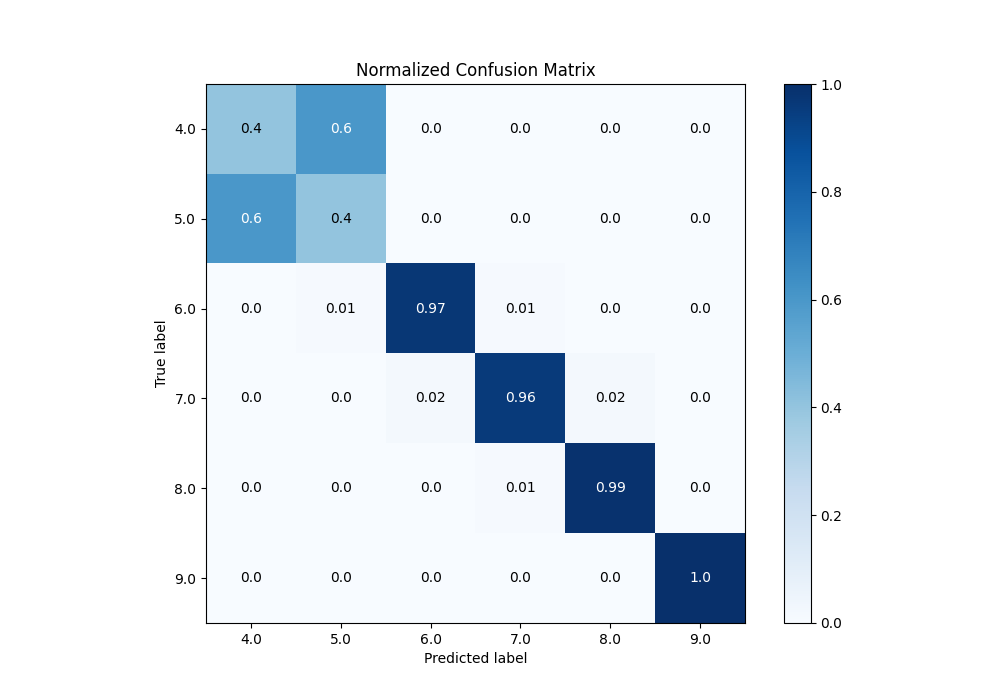 Normalized Confusion Matrix
4.0 0.4 0.6 0.0 0.0 0.0 0.0
5.0 0.6 0.4 0.0 0.0 0.0 0.0
6.0 0.0 0.01 0.97 0.01 0.0 0.0
7.0 0.0 0.0 0.02 0.96 0.02 0.0
8.0 0.0 0.0 0.0 0.01 0.99 0.0
9.0 0.0 0.0 0.0 0.0 0.0 1.0
4.0 5.0 6.0 7.0 8.0 9.0
Predicted label
True label
1.0
0.8
0.6
0.4
0.2
0.0